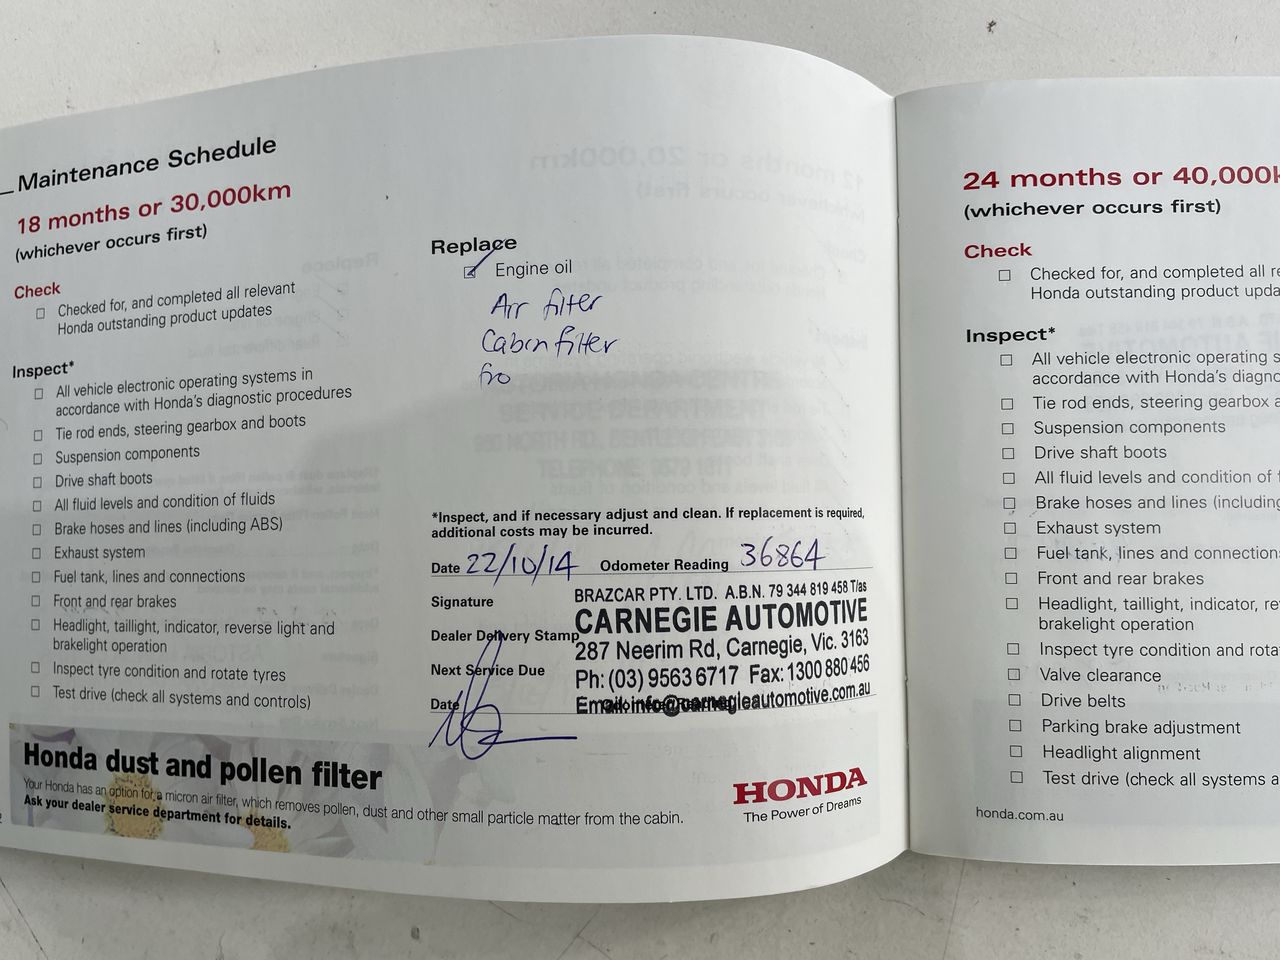 Maintenance Schedule
18 months or 30,000km
(whichever occurs first)
Check
Checked for, and completed all relevant
Honda outstanding product updates
Inspect*
All vehicle electronic operating systems in
accordance with Honda's diagnostic procedures
Tie rod ends, steering gearbox and boots
Suspension components
Drive shaft boots
All fluid levels and condition of fluids
Brake hoses and lines (including ABS)
Exhaust system
Fuel tank, lines and connections
Front and rear brakes
Headlight, taillight, indicator, reverse light and
brakelight operation
Inspect tyre condition and rotate tyres
Test drive (check all systems and controls)
Replace
Engine oil
Air filter
Cabin filter
fro
*Inspect, and if necessary adjust and clean. If replacement is required,
additional costs may be incurred.
Date 22/10/14 Odometer Reading 36864
Signature
Dealer Delivery Stamp
Next Service Due
Date
BRAZCAR PTY. LTD. A.B.N. 79 344 819 458 T/as
CARNEGIE AUTOMOTIVE
287 Neerim Rd, Carnegie, Vic. 3163
Ph: (03) 9563 6717 Fax: 1300 880 456
Email: info@carnegieautomotive.com.au
Honda dust and pollen filter
Your Honda has an option for a micron air filter, which removes pollen, dust and other small particle matter from the cabin.
Ask your dealer service department for details.
HONDA
The Power of Dreams
24 months or 40,000k
(whichever occurs first)
Check
Checked for, and completed all re
Honda outstanding product upda
Inspect*
All vehicle electronic operating s
accordance with Honda's diagno
Tie rod ends, steering gearbox a
Suspension components
Drive shaft boots
All fluid levels and condition of f
Brake hoses and lines (including
Exhaust system
Fuel tank, lines and connection
Front and rear brakes
Headlight, taillight, indicator, re
brakelight operation
Inspect tyre condition and rota
Valve clearance
Drive belts
Parking brake adjustment
Headlight alignment
Test drive (check all systems a
honda.com.au